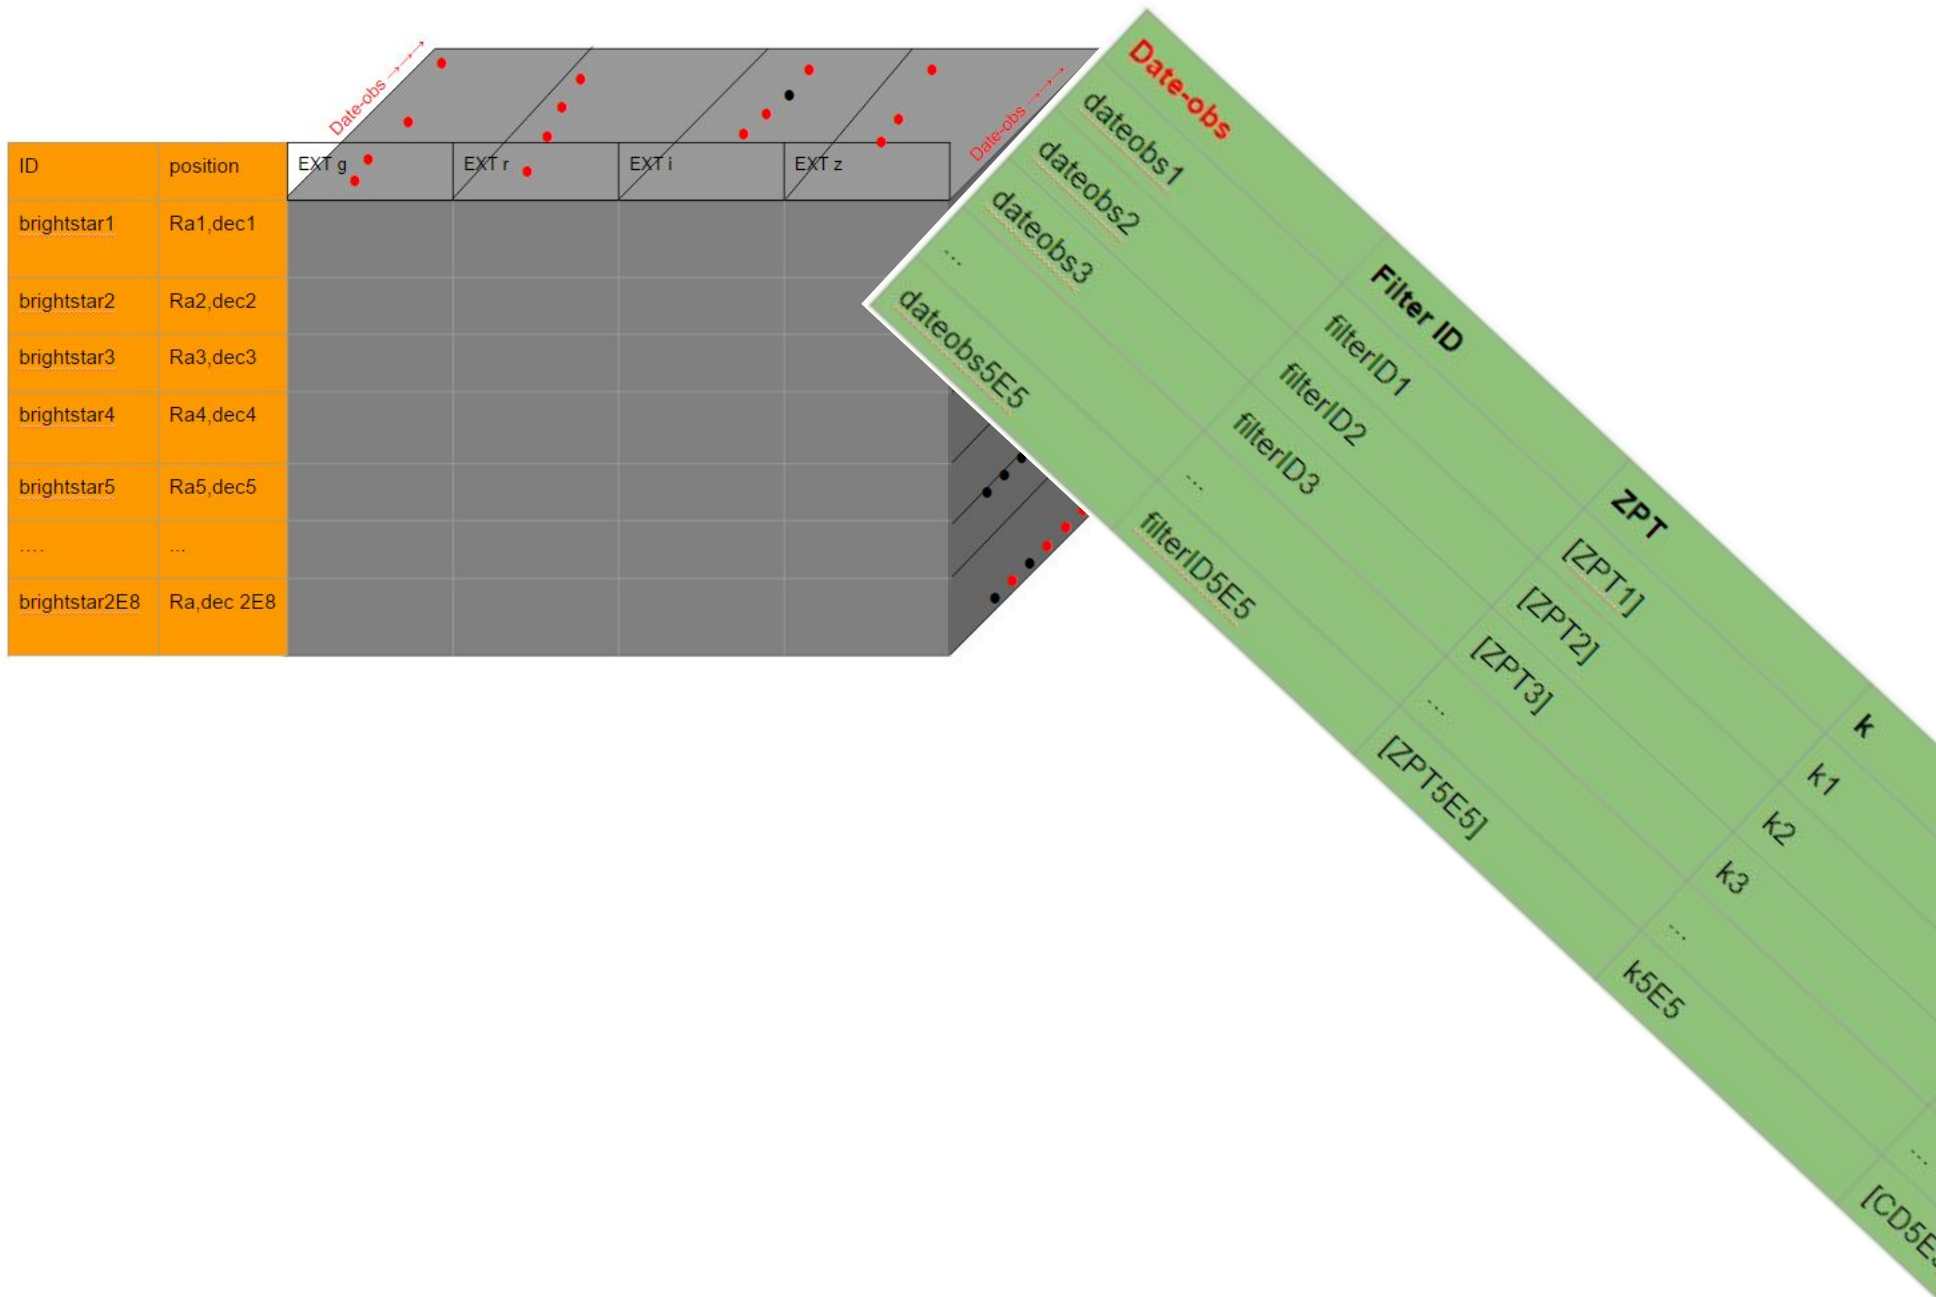 Date-obs →→→
Date-obs →→→
ID position EXT g EXT r EXT i EXT z
brightstar1 Ra1,dec1
brightstar2 Ra2,dec2
brightstar3 Ra3,dec3
brightstar4 Ra4,dec4
brightstar5 Ra5,dec5
.... ...
brightstar2E8 Ra,dec 2E8
Date-obs Filter ID ZPT k
dateobs1 filterID1 [ZPT1] k1
dateobs2 filterID2 [ZPT2] k2
dateobs3 filterID3 [ZPT3] k3
... ... ... ... ...
dateobs5E5 filterID5E5 [ZPT5E5] k5E5